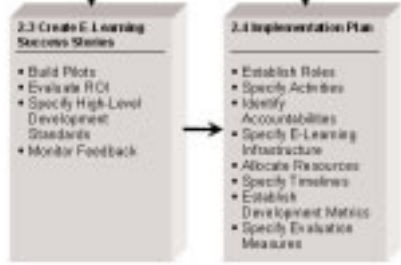 2.3 Create E-Learning
Success Stories
• Build Pilots
• Evaluate ROI
• Specify High-Level
Development
Standards
• Monitor Feedback
2.4 Implementation Plan
• Establish Roles
• Specify Activities
• Identify
Accountabilities
• Specify E-Learning
Infrastructure
• Allocate Resources
• Specify Timelines
• Establish
Development Metrics
• Specify Evaluation
Measures